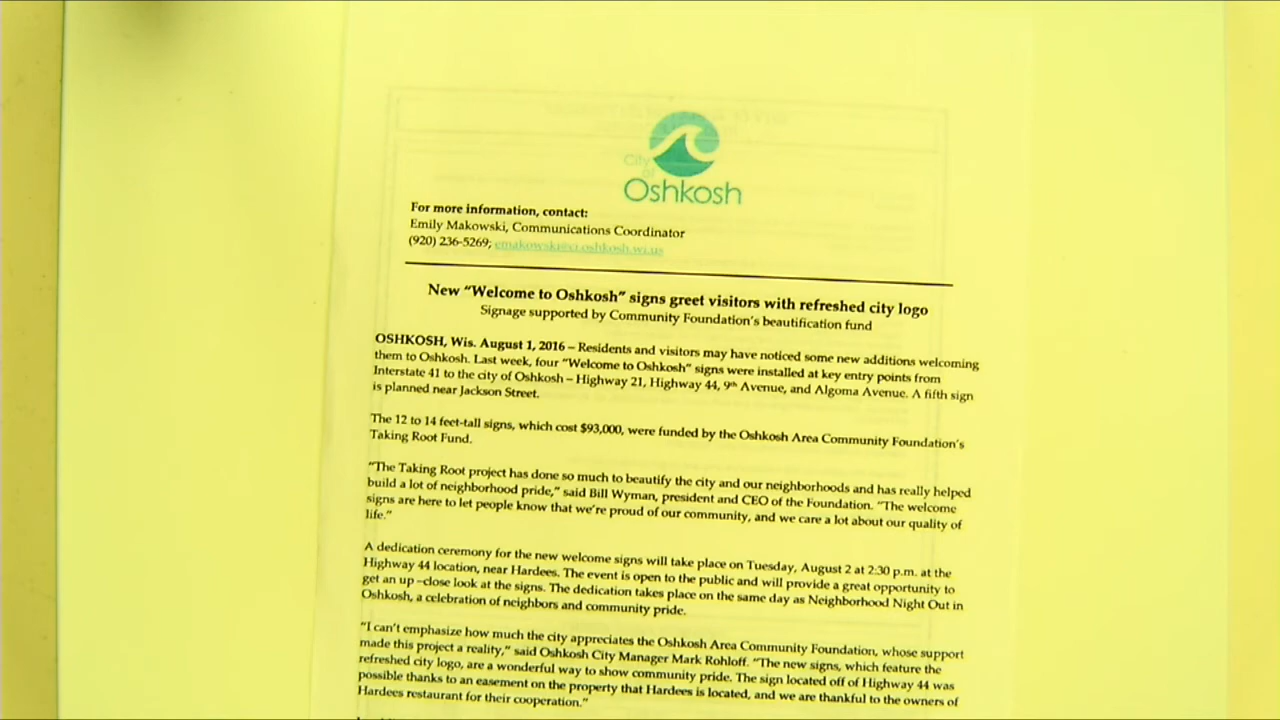 City
of
Oshkosh
For more information, contact:
Emily Makowski, Communications Coordinator
(920) 236-5269; emakowski@ci.oshkosh.wi.us
New “Welcome to Oshkosh” signs greet visitors with refreshed city logo
Signage supported by Community Foundation’s beautification fund
OSHKOSH, Wis. August 1, 2016 – Residents and visitors may have noticed some new additions welcoming
them to Oshkosh. Last week, four “Welcome to Oshkosh” signs were installed at key entry points from
Interstate 41 to the city of Oshkosh – Highway 21, Highway 44, 9th Avenue, and Algoma Avenue. A fifth sign
is planned near Jackson Street.
The 12 to 14 feet-tall signs, which cost $93,000, were funded by the Oshkosh Area Community Foundation’s
Taking Root Fund.
“The Taking Root project has done so much to beautify the city and our neighborhoods and has really helped
build a lot of neighborhood pride,” said Bill Wyman, president and CEO of the Foundation. “The welcome
signs are here to let people know that we’re proud of our community, and we care a lot about our quality of
life.”
A dedication ceremony for the new welcome signs will take place on Tuesday, August 2 at 2:30 p.m. at the
Highway 44 location, near Hardees. The event is open to the public and will provide a great opportunity to
get an up –close look at the signs. The dedication takes place on the same day as Neighborhood Night Out in
Oshkosh, a celebration of neighbors and community pride.
“I can’t emphasize how much the city appreciates the Oshkosh Area Community Foundation, whose support
made this project a reality,” said Oshkosh City Manager Mark Rohloff. “The new signs, which feature the
refreshed city logo, are a wonderful way to show community pride. The sign located off of Highway 44 was
possible thanks to an easement on the property that Hardees is located, and we are thankful to the owners of
Hardees restaurant for their cooperation.”